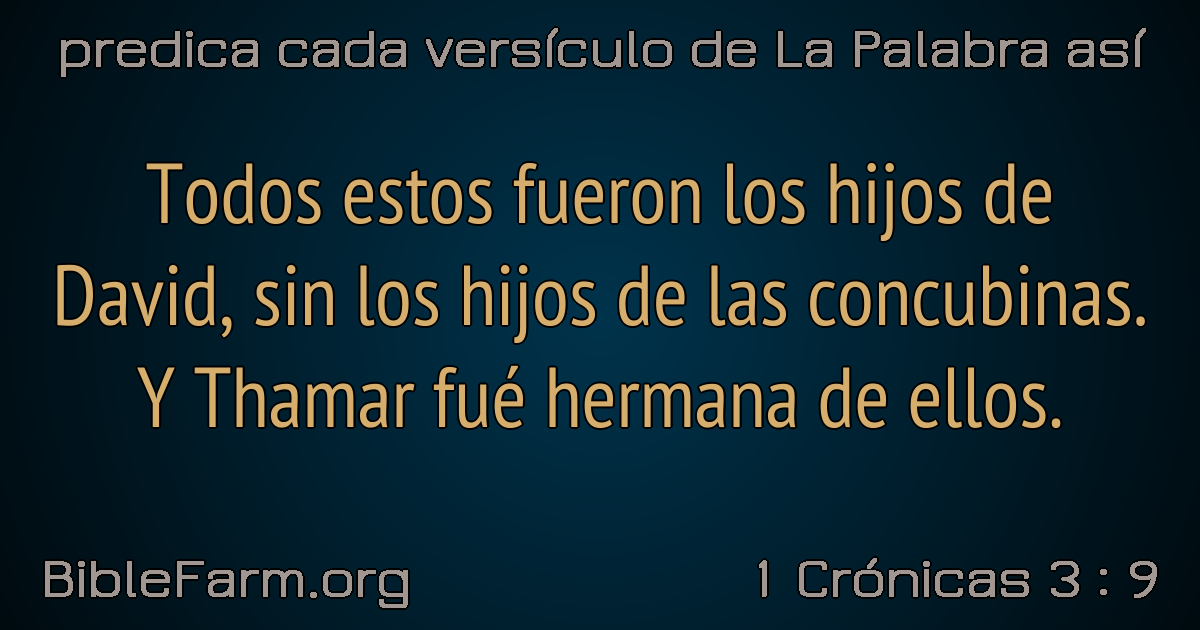 predica cada versículo de La Palabra así
Todos estos fueron los hijos de
David, sin los hijos de las concubinas.
Y Thamar fué hermana de ellos.
BibleFarm.org
1 Crónicas 3 : 9